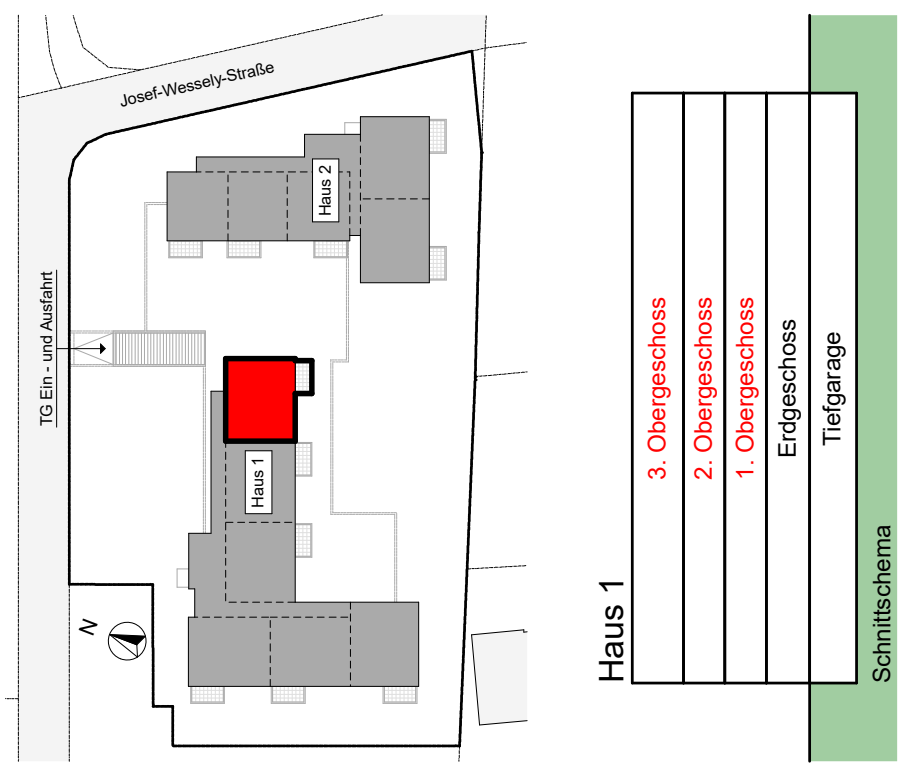 Josef-Wessely-Straße
Haus 2
TG Ein - und Ausfahrt
Haus 1
N
Haus 1
3. Obergeschoss
2. Obergeschoss
1. Obergeschoss
Erdgeschoss
Tiefgarage
Schnittschema